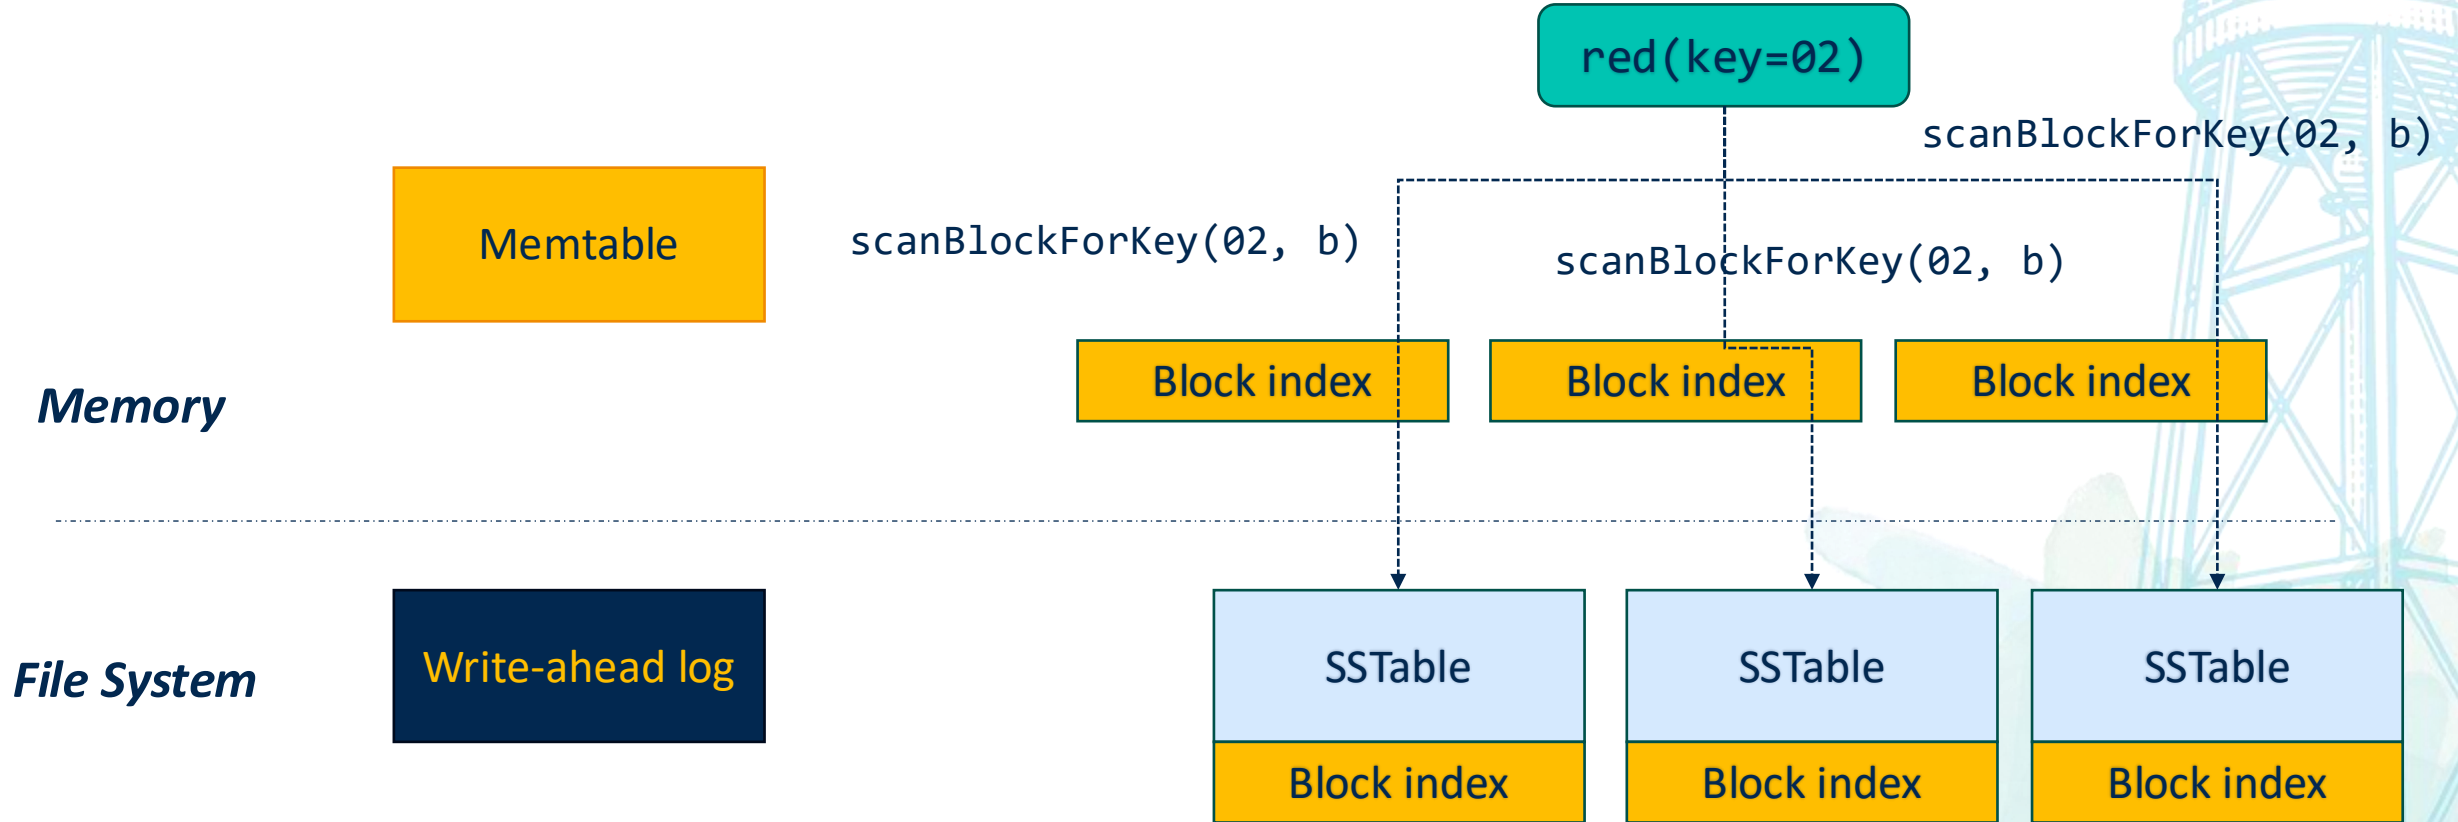 red(key=02)
scanBlockForKey(02, b)
Memtable
scanBlockForKey(02, b)
scanBlockForKey(02, b)
Memory
Block index
Block index
Block index
File System
Write-ahead log
SSTable
SSTable
SSTable
Block index
Block index
Block index